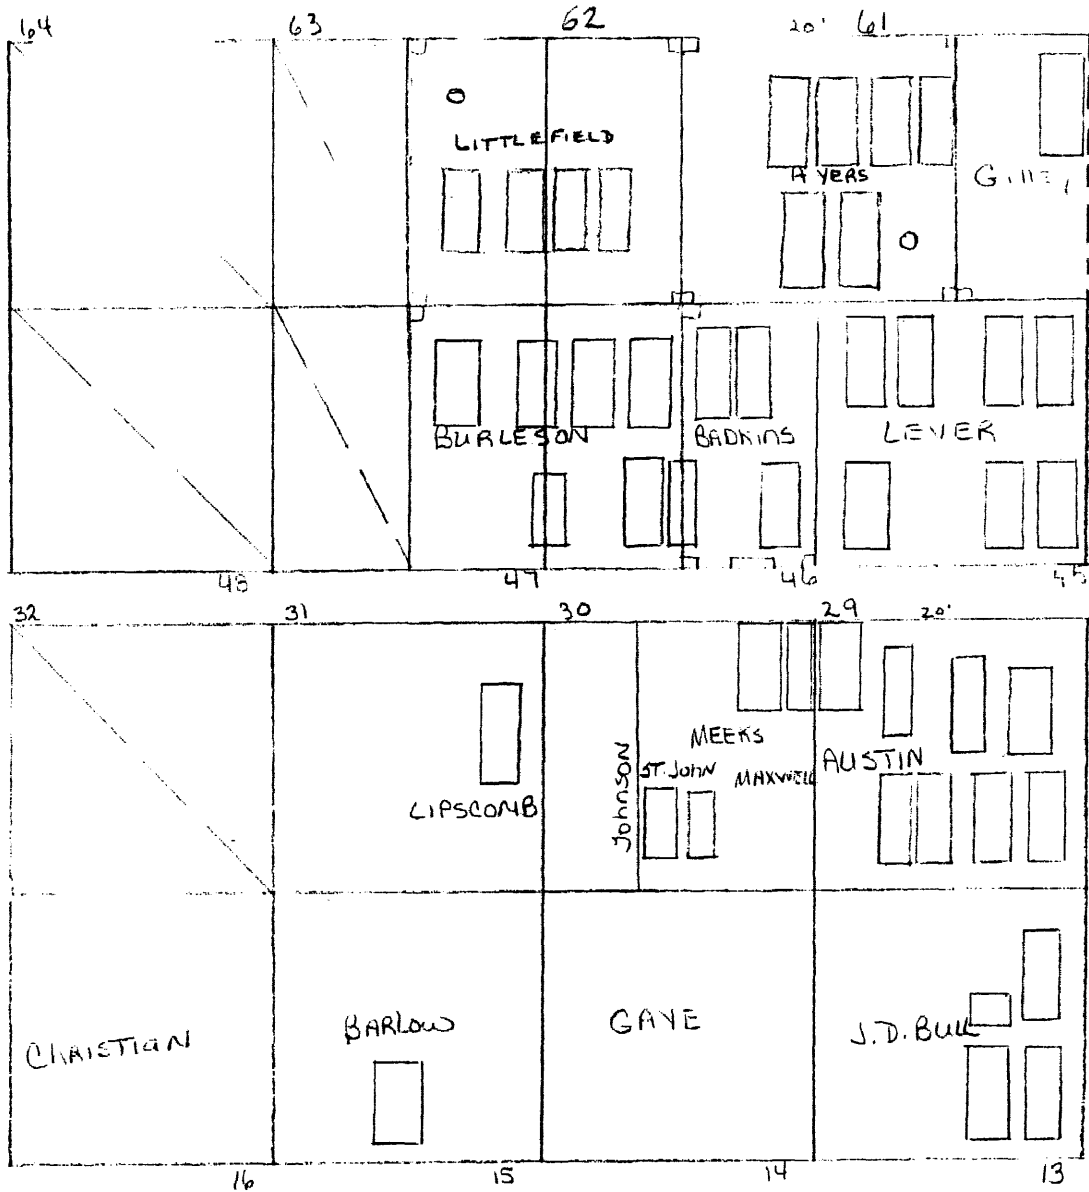 64 63 62 20' 61
LITTLEFIELD
AYERS
BURLESON BADKINS LEVER
48 47 46 45
32 31 30 29 20'
MEEKS
Johnson ST. JOHN MAXWELL AUSTIN
LIPSCOMB
CHRISTIAN BARLOW GAYE J.D. BULL
16 15 14 13